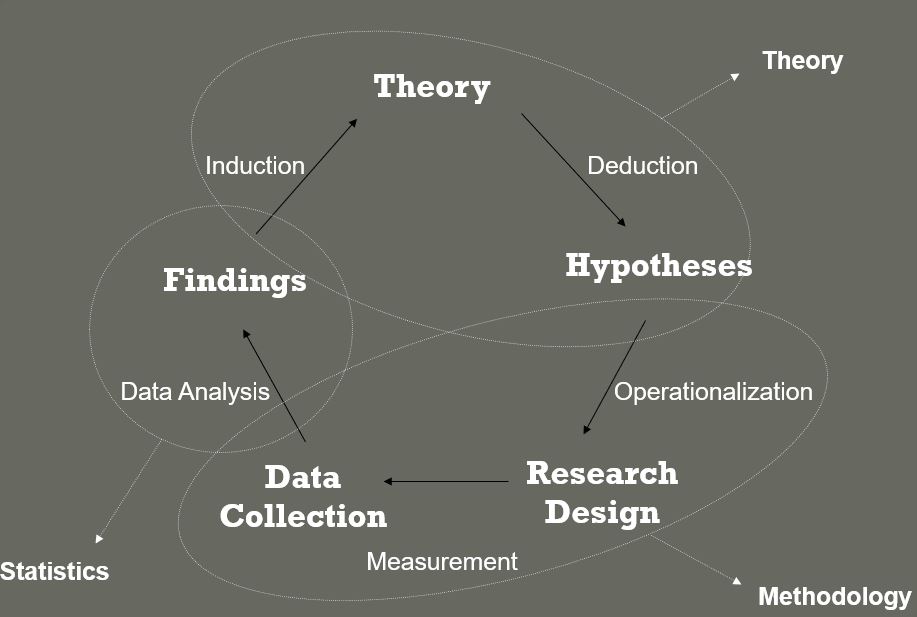 Theory
Theory
Induction
Deduction
Hypotheses
Findings
Data Analysis
Operationalization
Data
Collection
Research
Design
Measurement
Statistics
Methodology